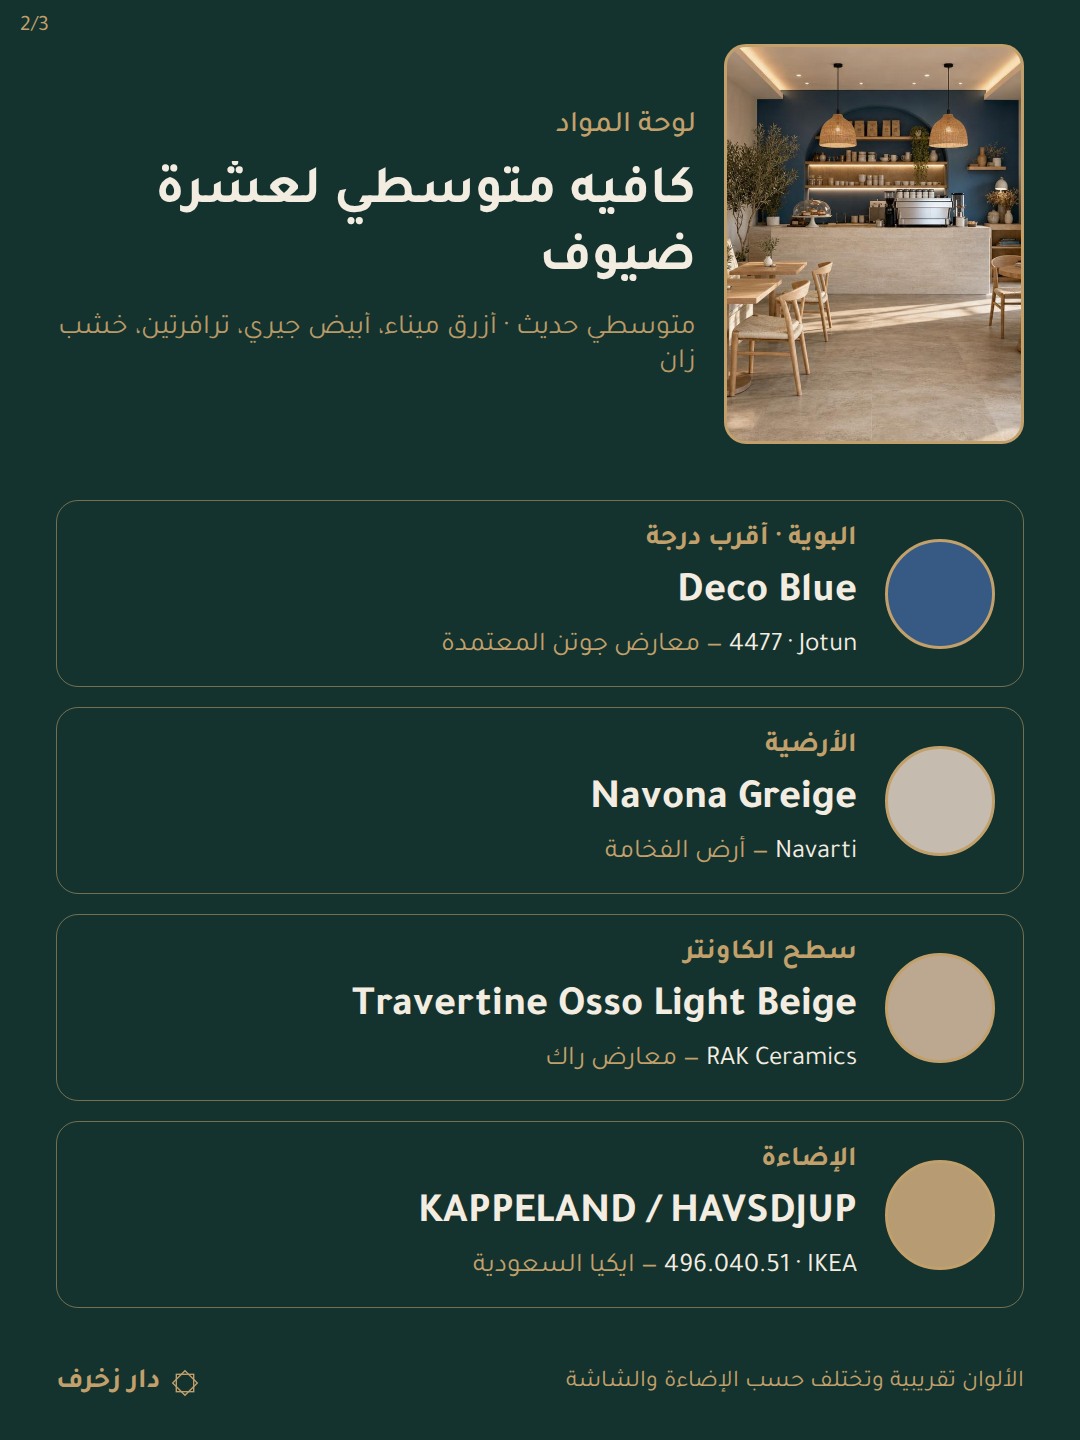 2/3
لوحة المواد
كافيه متوسطي لعشرة
ضيوف
متوسطي حديث · أزرق ميناء، أبيض جيري، ترافرتين، خشب
زان
البوية · أقرب درجة
Deco Blue
Jotun · 4477 – معارض جوتن المعتمدة
الأرضية
Navona Greige
Navarti – أرض الفخامة
سطح الكاونتر
Travertine Osso Light Beige
RAK Ceramics – معارض راك
الإضاءة
KAPPELAND / HAVSDJUP
IKEA · 496.040.51 – ايكيا السعودية
الألوان تقريبية وتختلف حسب الإضاءة والشاشة
دار زخرف